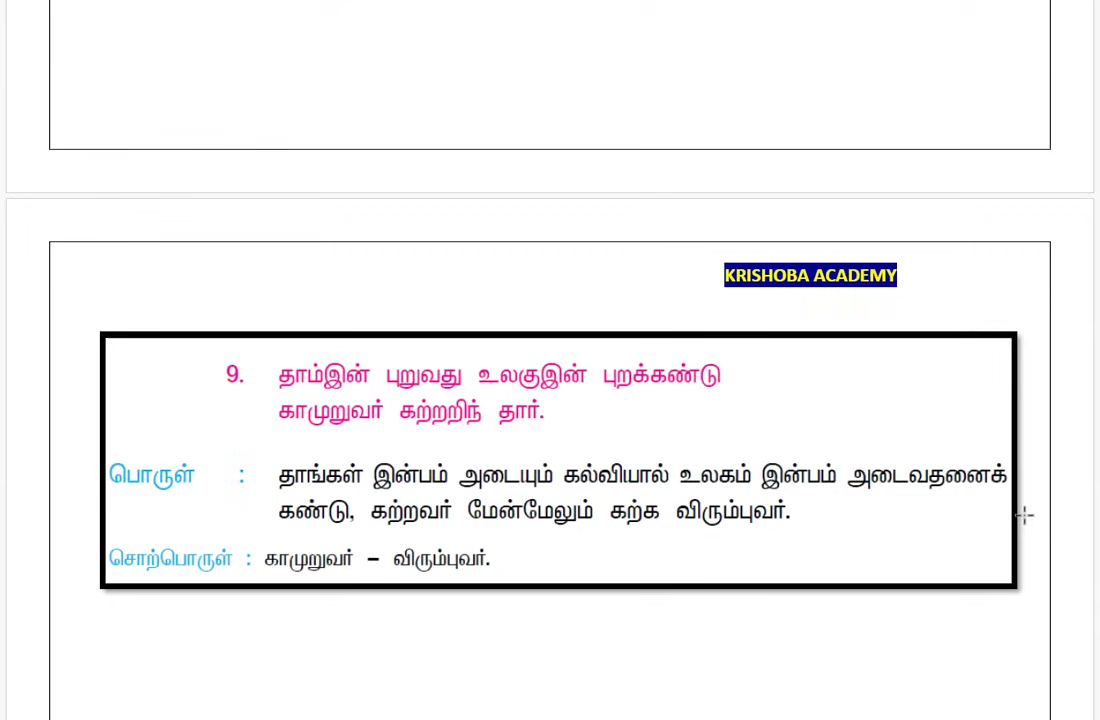 KRISHOBA ACADEMY
9. தாம்இன் புறுவது உலகுஇன் புறக்கண்டு
காமுறுவர் கற்றறிந் தார்.
பொருள் : தாங்கள் இன்பம் அடையும் கல்வியால் உலகம் இன்பம் அடைவதனைக்
கண்டு, கற்றவர் மேன்மேலும் கற்க விரும்புவர்.
சொற்பொருள் : காமுறுவர் – விரும்புவர்.